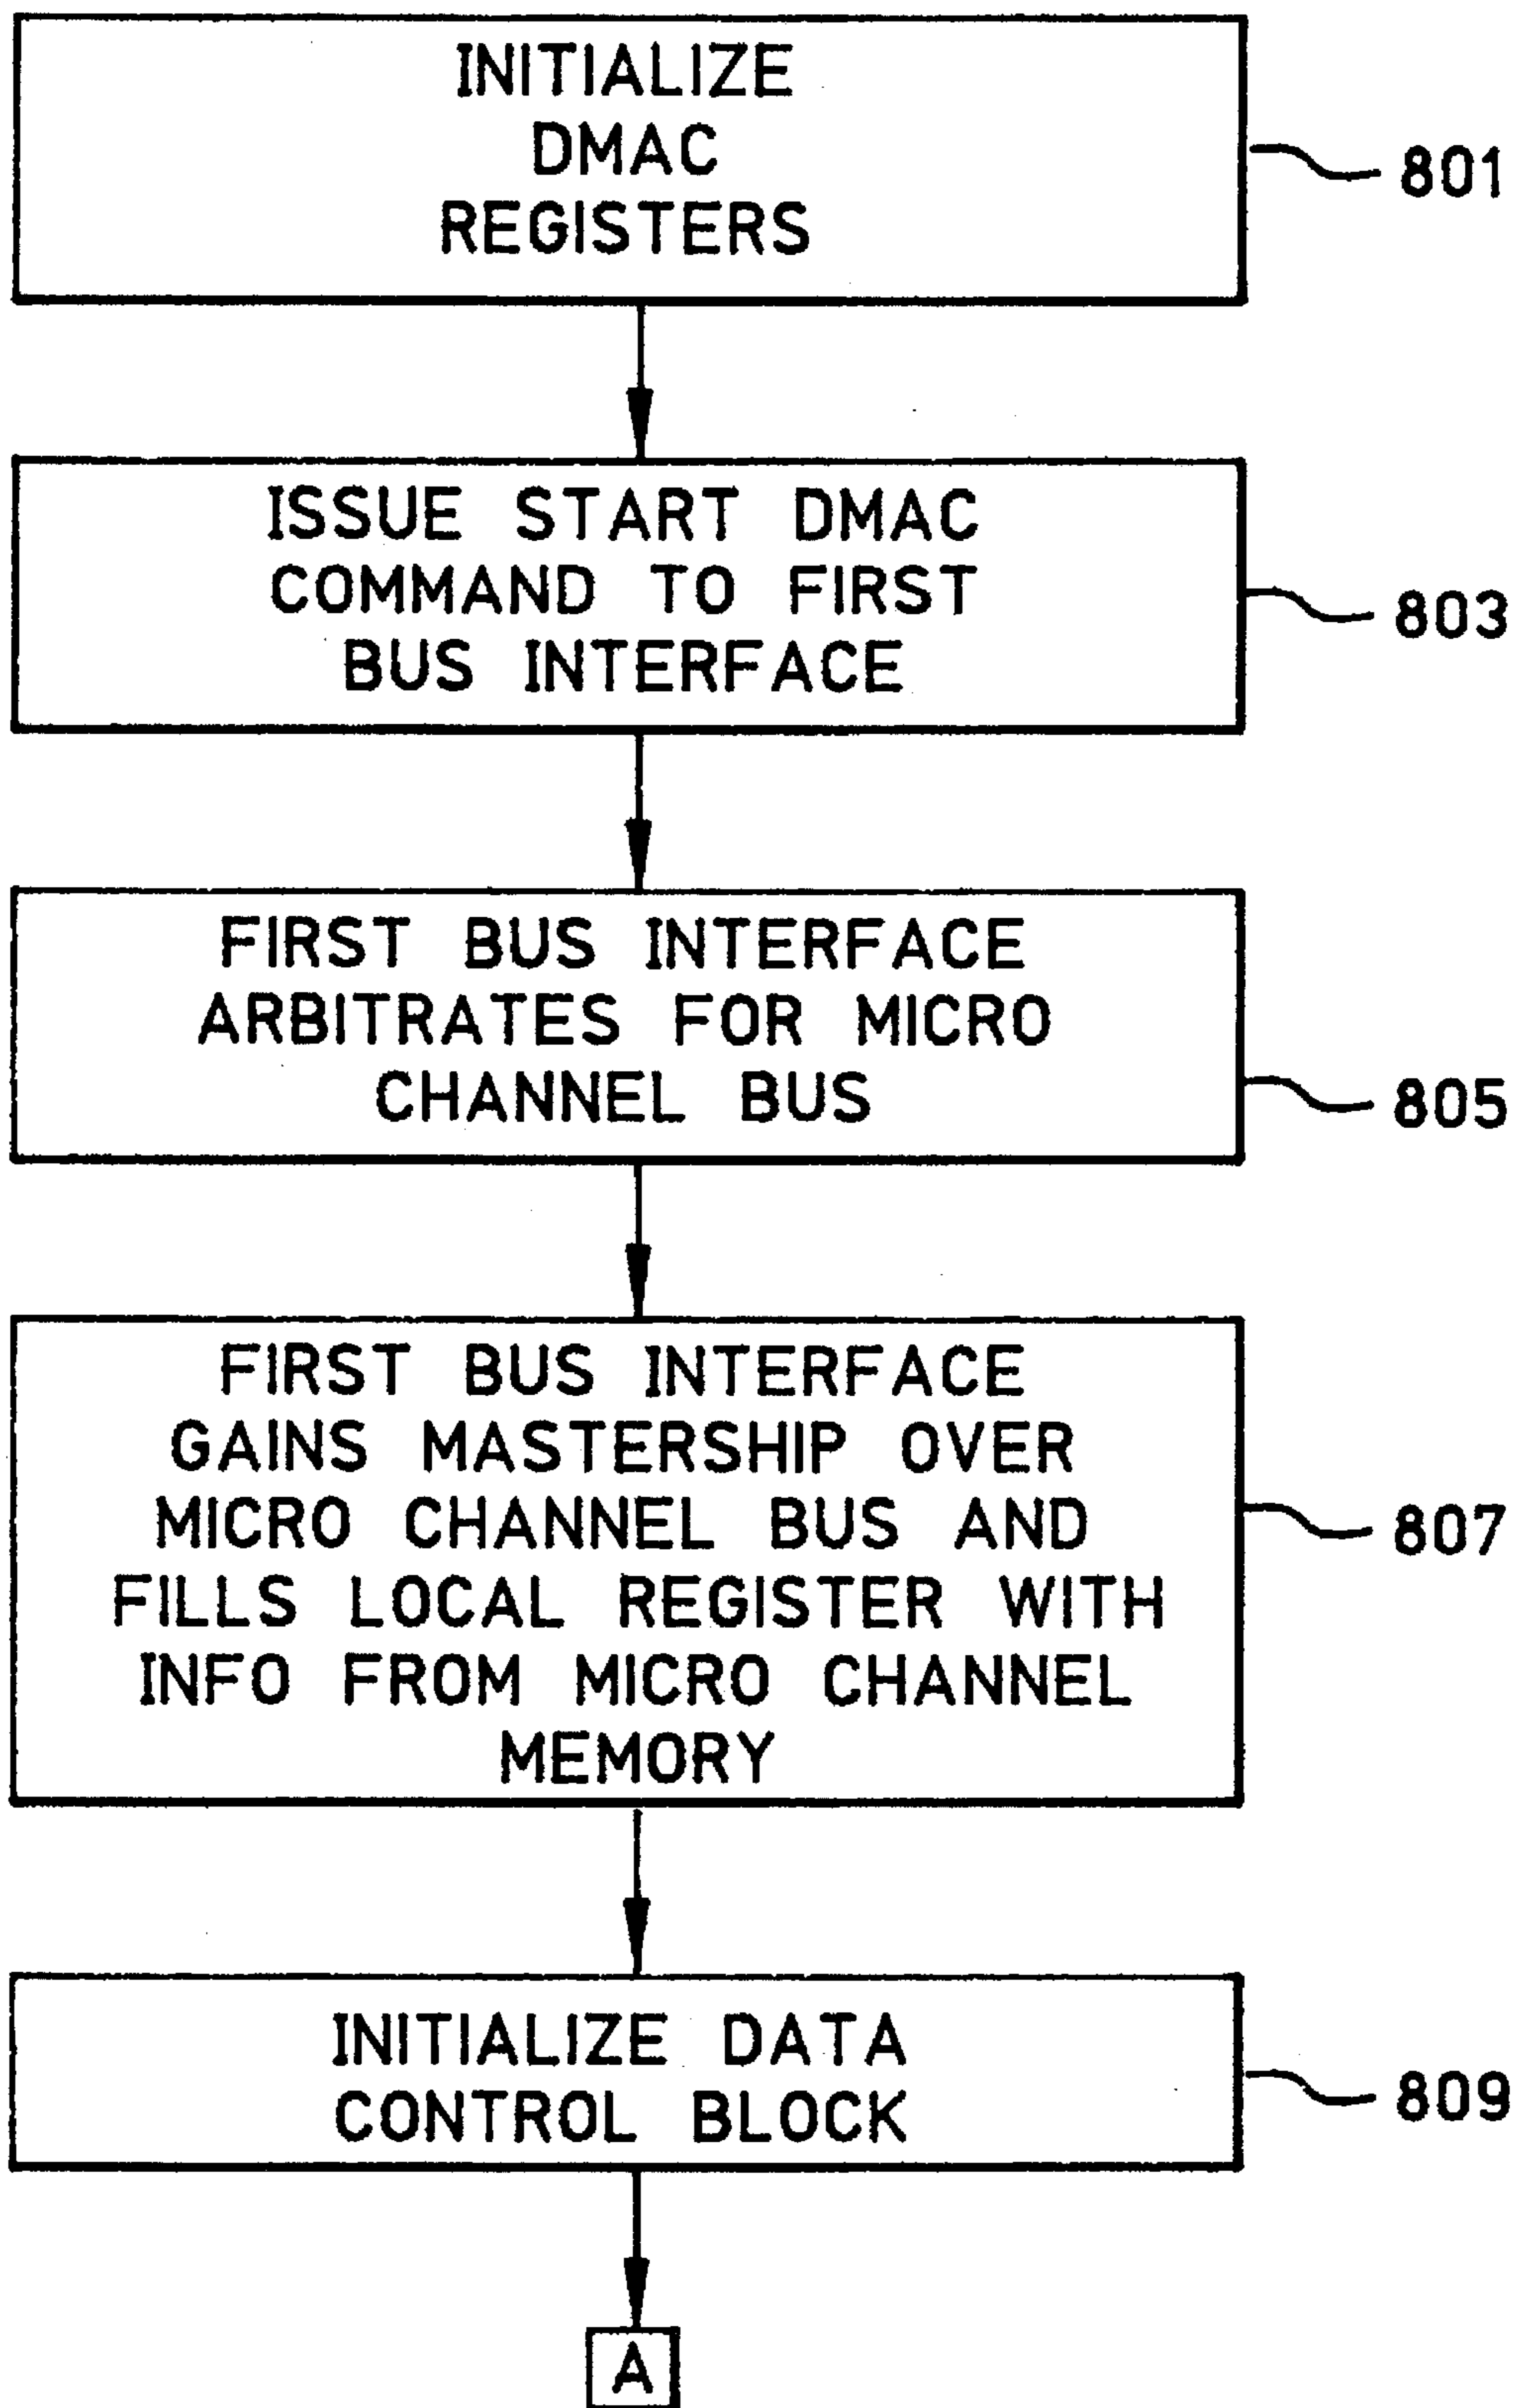 INITIALIZE
DMAC
REGISTERS
801
ISSUE START DMAC
COMMAND TO FIRST
BUS INTERFACE
803
FIRST BUS INTERFACE
ARBITRATES FOR MICRO
CHANNEL BUS
805
FIRST BUS INTERFACE
GAINS MASTERSHIP OVER
MICRO CHANNEL BUS AND
FILLS LOCAL REGISTER WITH
INFO FROM MICRO CHANNEL
MEMORY
807
INITIALIZE DATA
CONTROL BLOCK
809
A